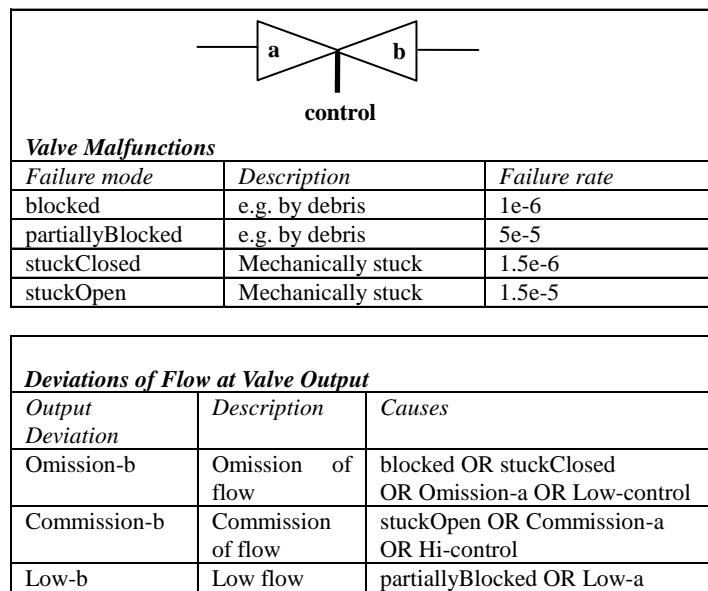 a b
control
Valve Malfunctions
Failure mode Description Failure rate
blocked e.g. by debris 1e-6
partiallyBlocked e.g. by debris 5e-5
stuckClosed Mechanically stuck 1.5e-6
stuckOpen Mechanically stuck 1.5e-5
Deviations of Flow at Valve Output
Output Description Causes
Deviation
Omission-b Omission of blocked OR stuckClosed
flow OR Omission-a OR Low-control
Commission-b Commission stuckOpen OR Commission-a
of flow OR Hi-control
Low-b Low flow partiallyBlocked OR Low-a